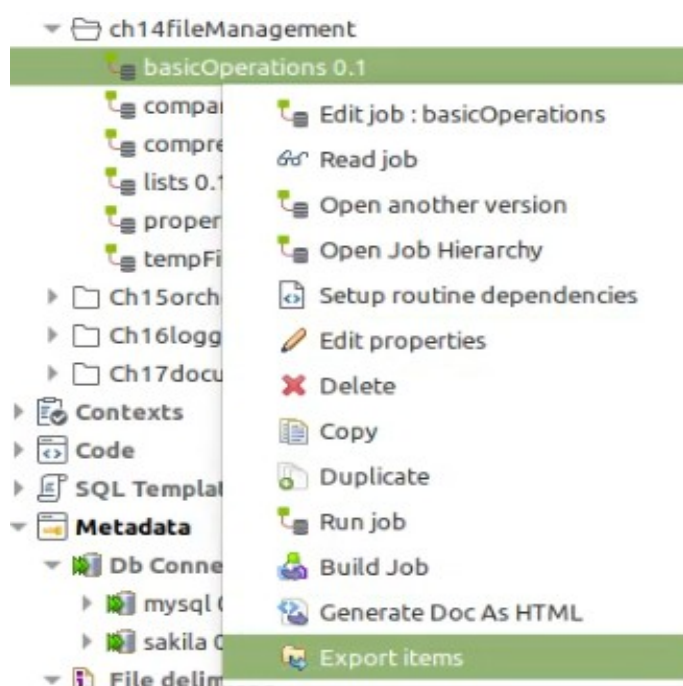 ch14fileManagement
basicOperations 0.1
compa
Edit job : basicOperations
compre
Read job
lists 0.1
Open another version
proper
Open Job Hierarchy
tempFi
Setup routine dependencies
Ch15orch
Edit properties
Ch16logg
Ch17docu
Delete
Contexts
Copy
Code
Duplicate
SQL Templat
Run job
Metadata
Build Job
Db Conne
mysql
Generate Doc As HTML
sakila 0
Export items
File delim